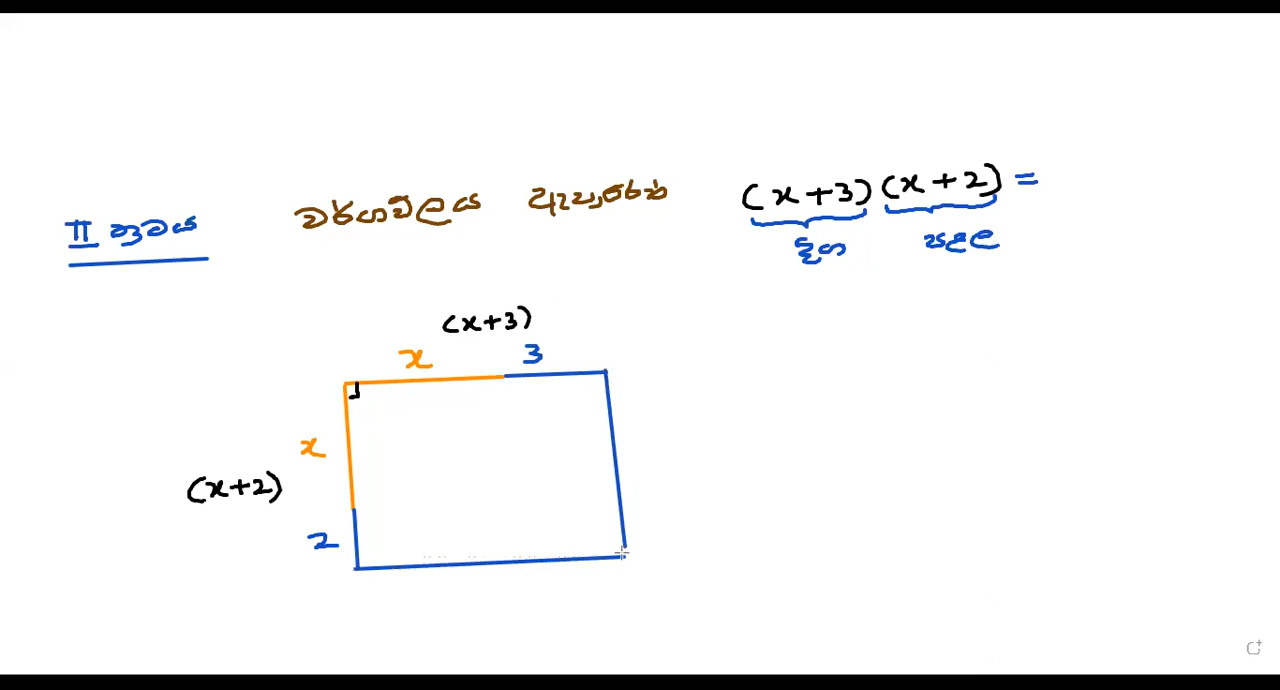 II ක්‍රමය
වර්ගඵලය ඇසුරෙන් (x+3)(x+2) =
දිග පළල
(x+3)
x 3
x
(x+2)
2